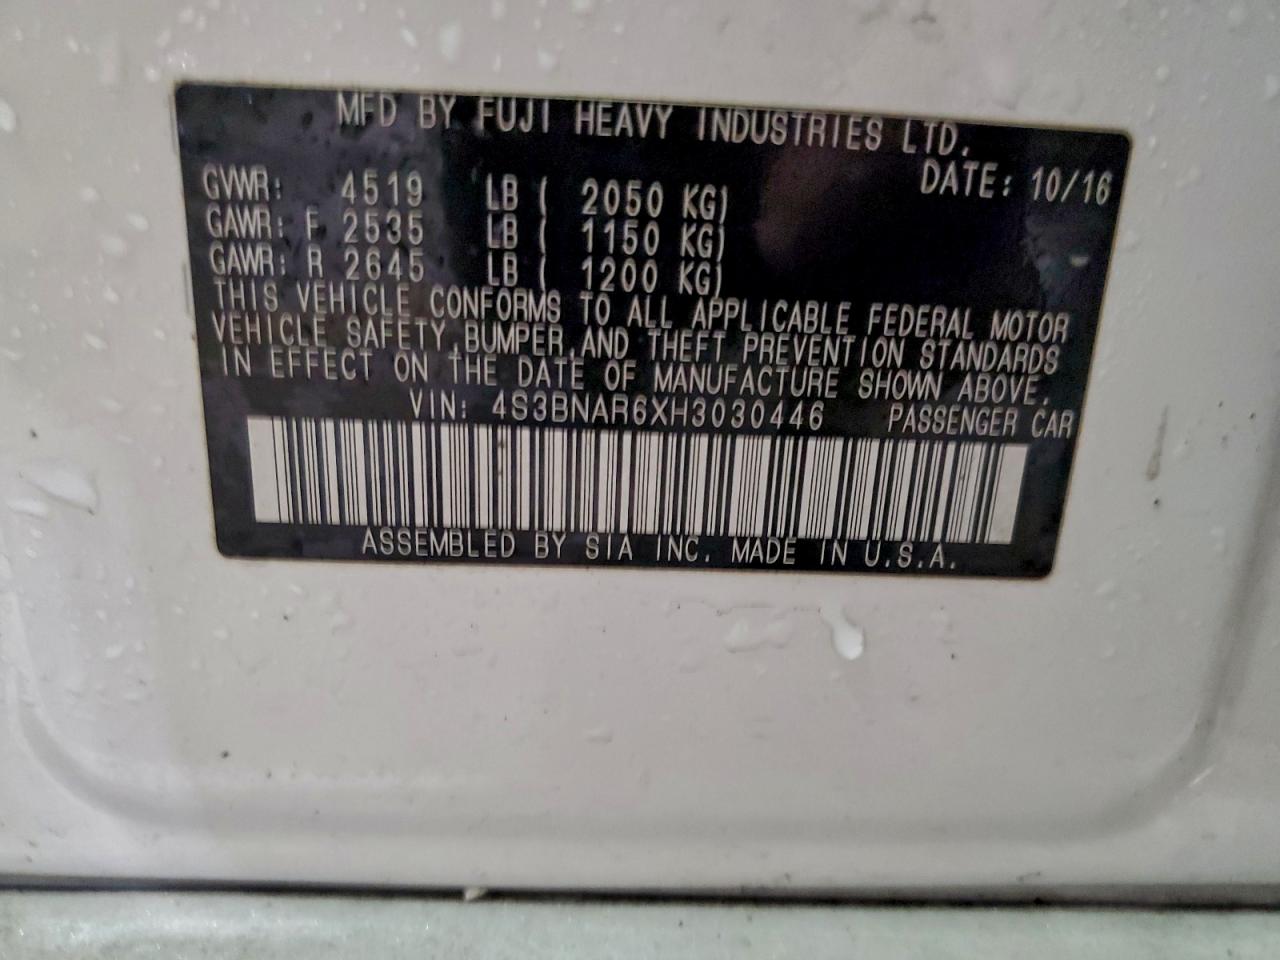 MFD BY FUJI HEAVY INDUSTRIES LTD.
DATE: 10/16
GVWR: 4519 LB ( 2050 KG)
GAWR: F 2535 LB ( 1150 KG)
GAWR: R 2645 LB ( 1200 KG)
THIS VEHICLE CONFORMS TO ALL APPLICABLE FEDERAL MOTOR
VEHICLE SAFETY,BUMPER,AND THEFT PREVENTION STANDARDS
IN EFFECT ON THE DATE OF MANUFACTURE SHOWN ABOVE.
VIN: 4S3BNAR6XH3030446 PASSENGER CAR
ASSEMBLED BY SIA INC. MADE IN U.S.A.